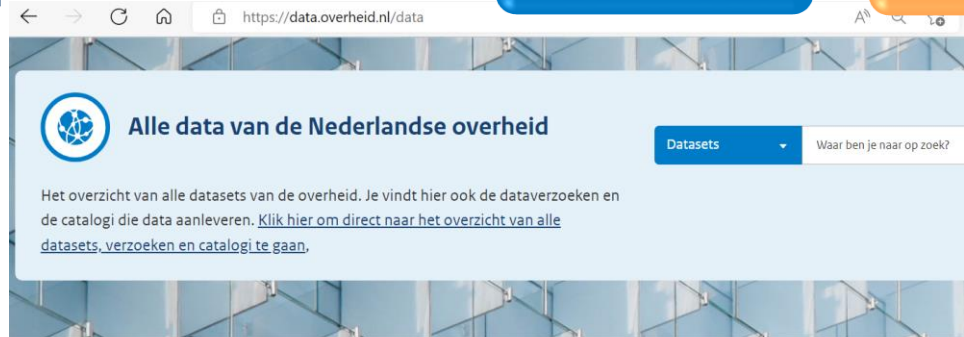 https://data.overheid.nl/data
Alle data van de Nederlandse overheid
Datasets
Waar ben je naar op zoek?
Het overzicht van alle datasets van de overheid. Je vindt hier ook de dataverzoeken en
de catalogi die data aanleveren. Klik hier om direct naar het overzicht van alle
datasets, verzoeken en catalogi te gaan,